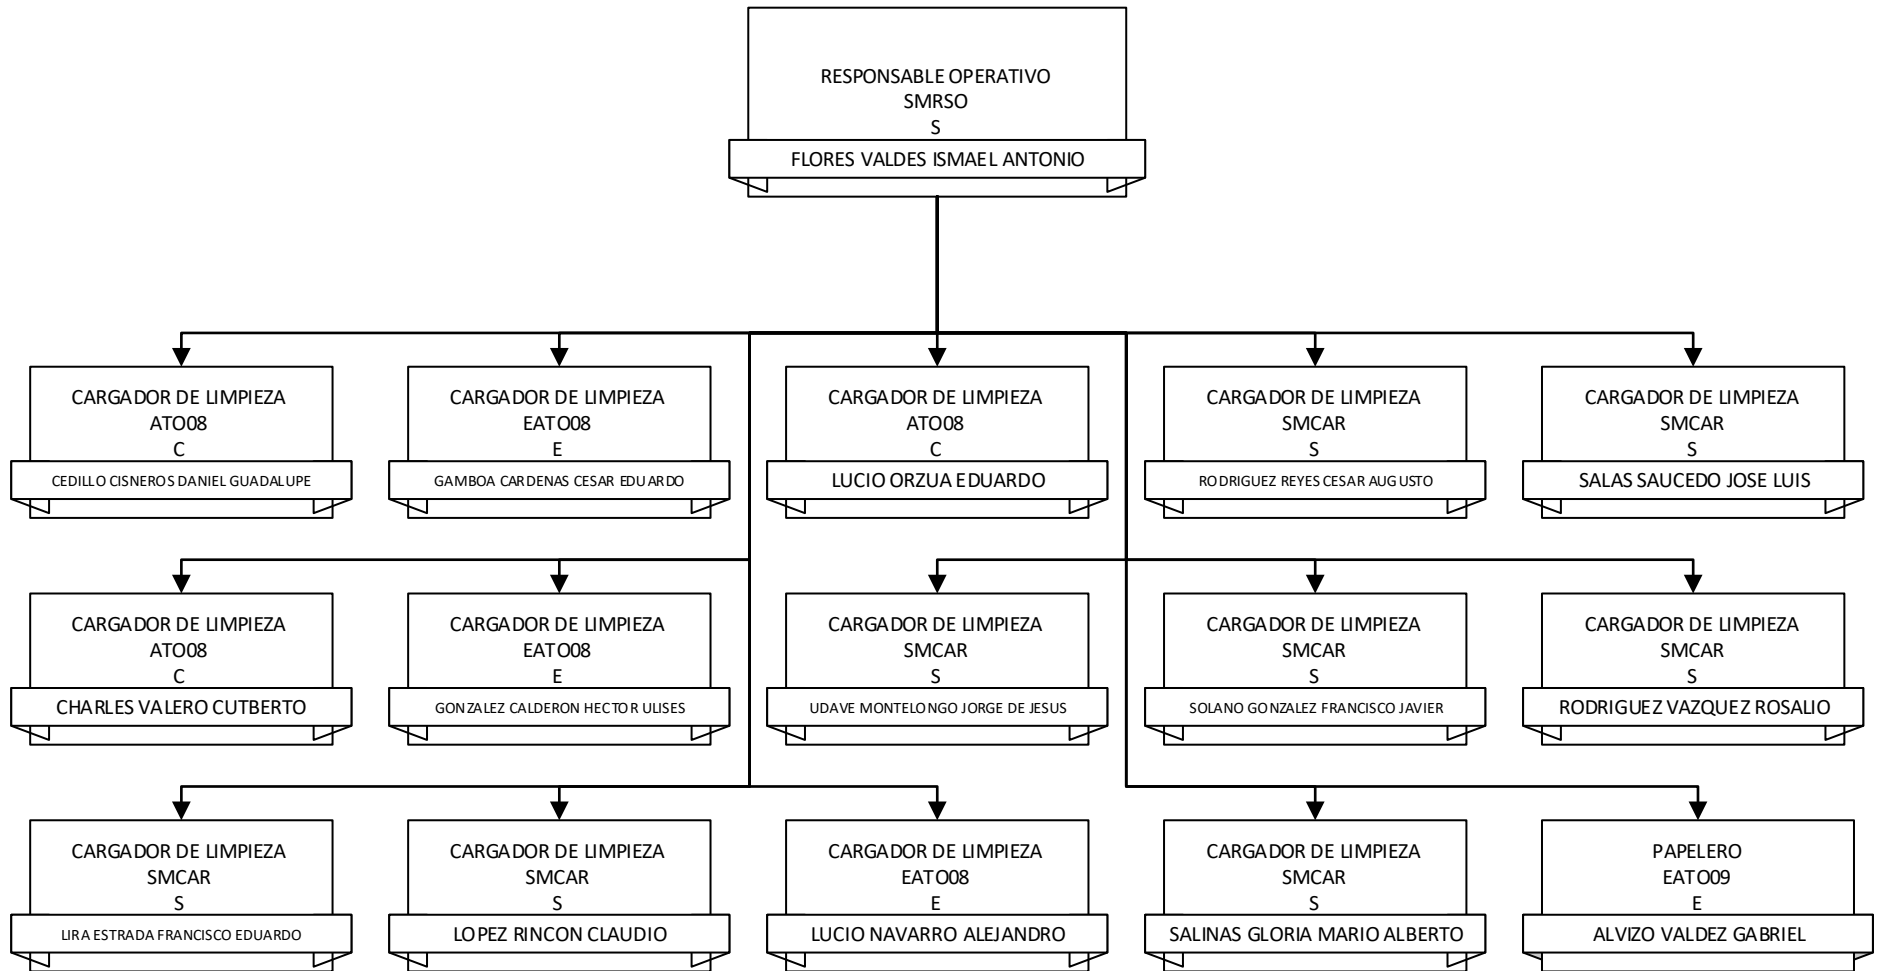 RESPONSABLE OPERATIVO
SMRSO
S
FLORES VALDES ISMAEL ANTONIO
CARGADOR DE LIMPIEZA
ATO08
C
CEDILLO CISNEROS DANIEL GUADALUPE
CARGADOR DE LIMPIEZA
EATO08
E
GAMBOA CARDENAS CESAR EDUARDO
CARGADOR DE LIMPIEZA
ATO08
C
LUCIO ORZUA EDUARDO
CARGADOR DE LIMPIEZA
SMCAR
S
RODRIGUEZ REYES CESAR AUGUSTO
CARGADOR DE LIMPIEZA
SMCAR
S
SALAS SAUCEDO JOSE LUIS
CARGADOR DE LIMPIEZA
ATO08
C
CHARLES VALERO CUTBERTO
CARGADOR DE LIMPIEZA
EATO08
E
GONZALEZ CALDERON HECTOR ULISES
CARGADOR DE LIMPIEZA
SMCAR
S
UDAVE MONTELONGO JORGE DE JESUS
CARGADOR DE LIMPIEZA
SMCAR
S
SOLANO GONZALEZ FRANCISCO JAVIER
CARGADOR DE LIMPIEZA
SMCAR
S
RODRIGUEZ VAZQUEZ ROSALIO
CARGADOR DE LIMPIEZA
SMCAR
S
LIRA ESTRADA FRANCISCO EDUARDO
CARGADOR DE LIMPIEZA
SMCAR
S
LOPEZ RINCON CLAUDIO
CARGADOR DE LIMPIEZA
EATO08
E
LUCIO NAVARRO ALEJANDRO
CARGADOR DE LIMPIEZA
SMCAR
S
SALINAS GLORIA MARIO ALBERTO
PAPELERO
EATO09
E
ALVIZO VALDEZ GABRIEL